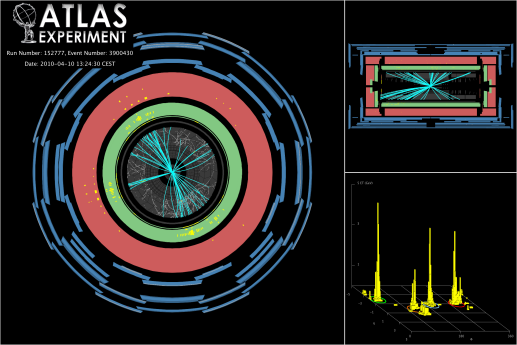 ATLAS
EXPERIMENT
Run Number: 152777, Event Number: 3900430
Date: 2010-04-10 13:24:30 CEST